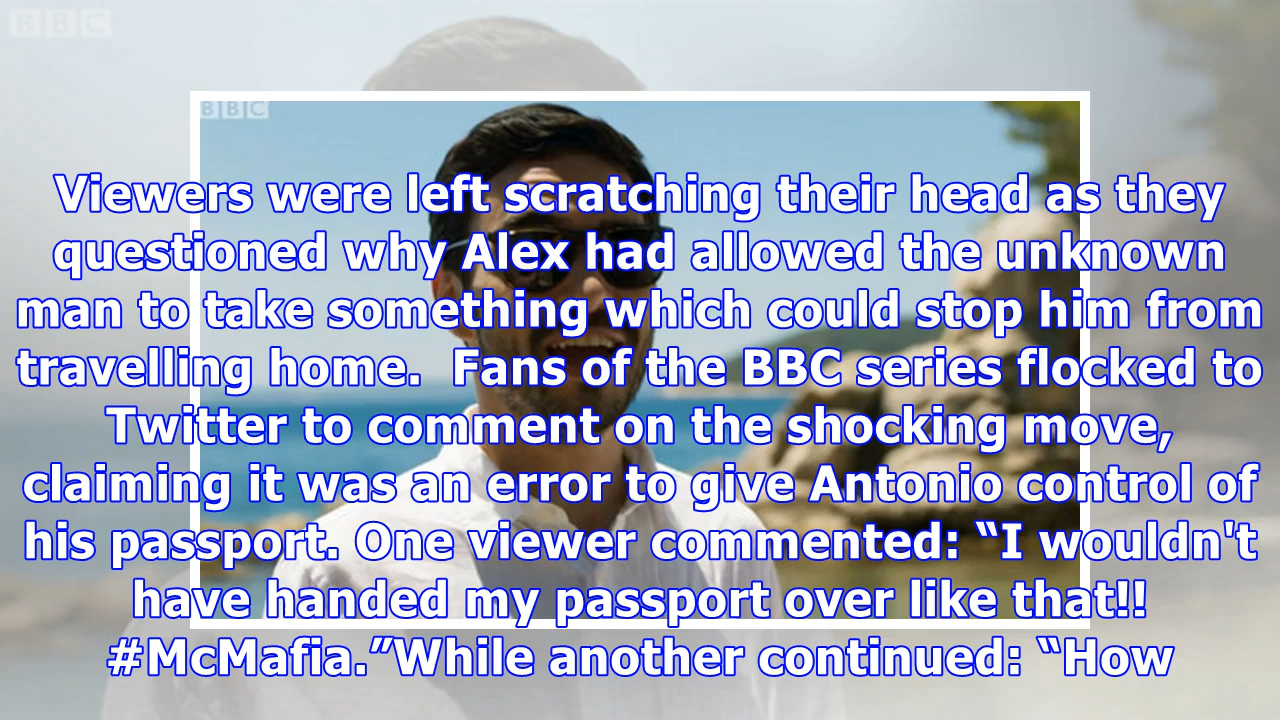 BBC
BBC
Viewers were left scratching their head as they
questioned why Alex had allowed the unknown
man to take something which could stop him from
travelling home.  Fans of the BBC series flocked to
Twitter to comment on the shocking move,
claiming it was an error to give Antonio control of
his passport. One viewer commented: “I wouldn't
have handed my passport over like that!!
#McMafia.”While another continued: “How